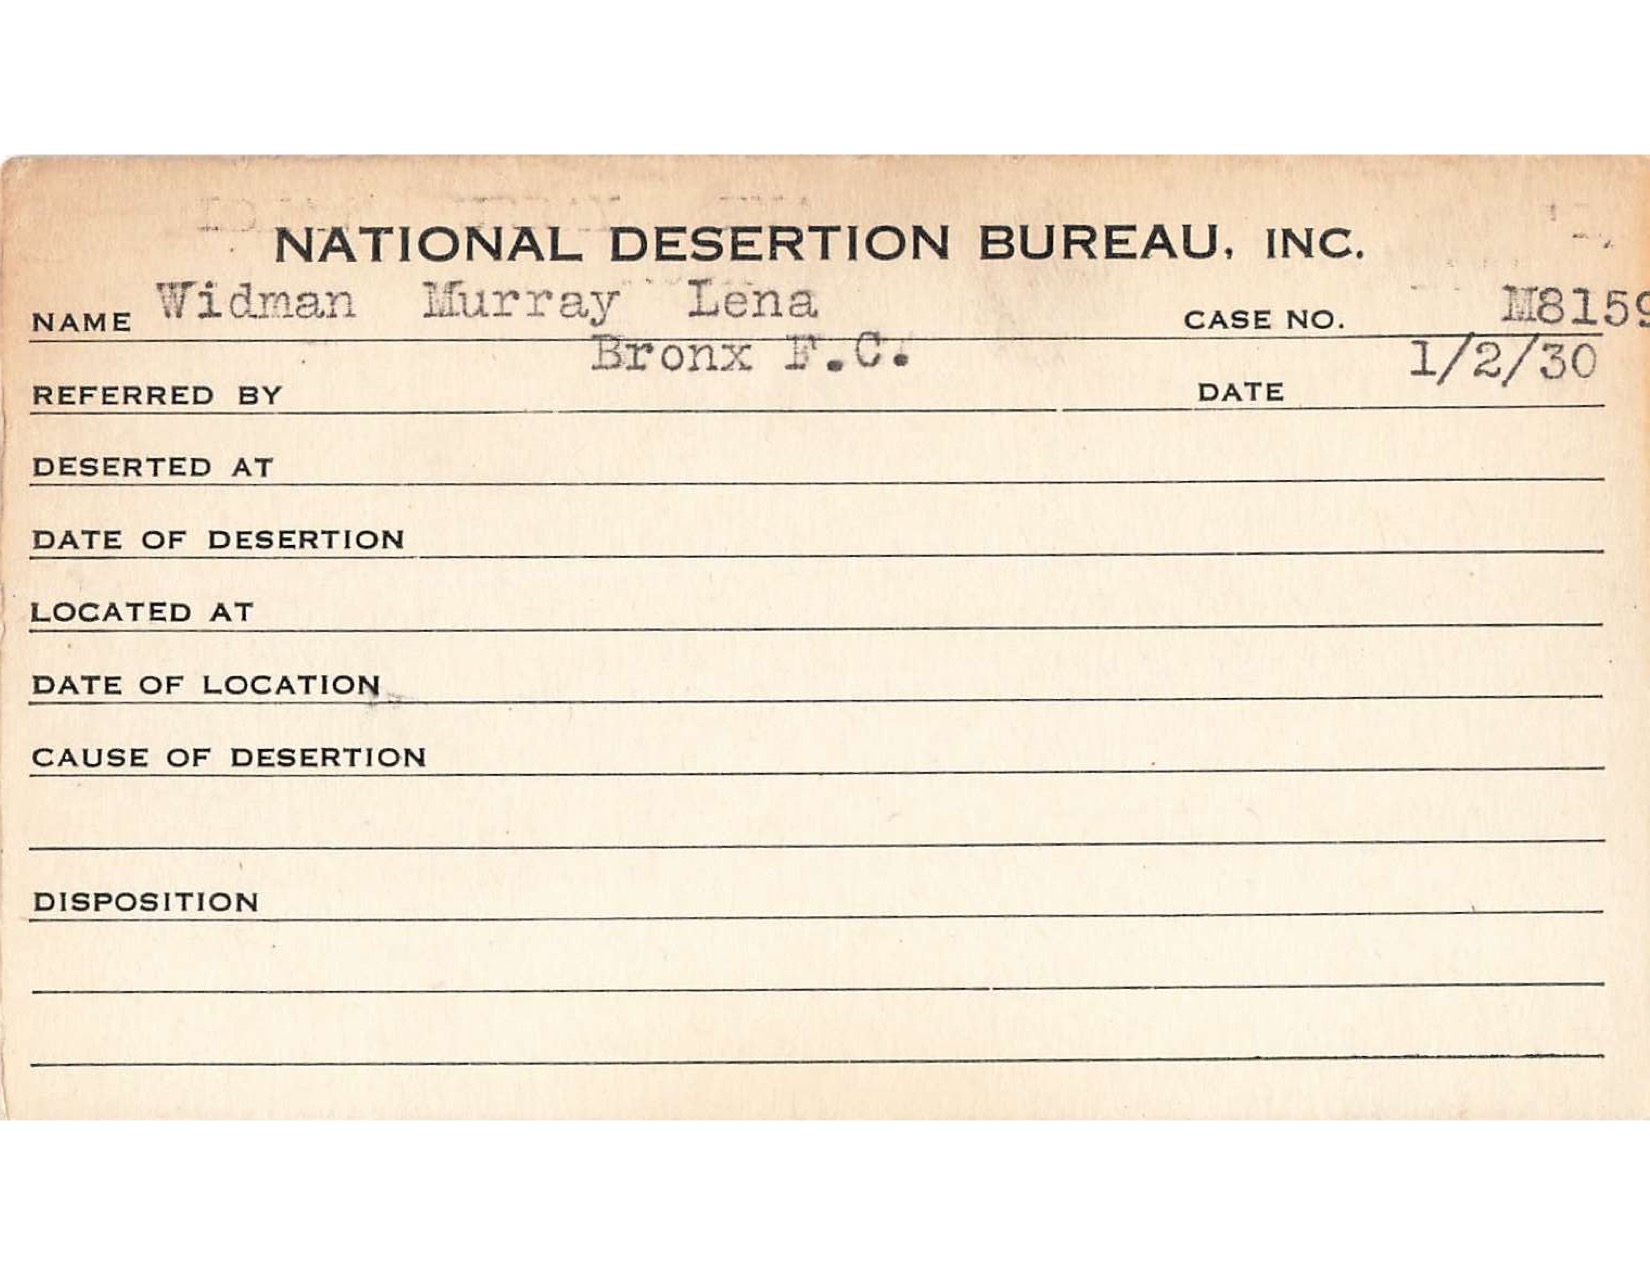 NATIONAL DESERTION BUREAU, INC.
NAME Widman Murray Lena CASE NO. M8159
REFERRED BY Bronx F.C. DATE 1/2/30
DESERTED AT
DATE OF DESERTION
LOCATED AT
DATE OF LOCATION
CAUSE OF DESERTION
DISPOSITION